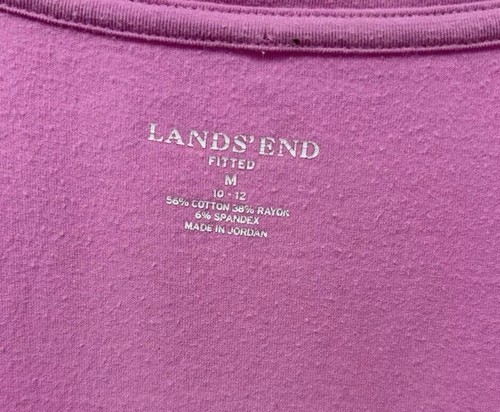 LANDS' END
FITTED
M
10 - 12
56% COTTON 38% RAYON
6% SPANDEX
MADE IN JORDAN